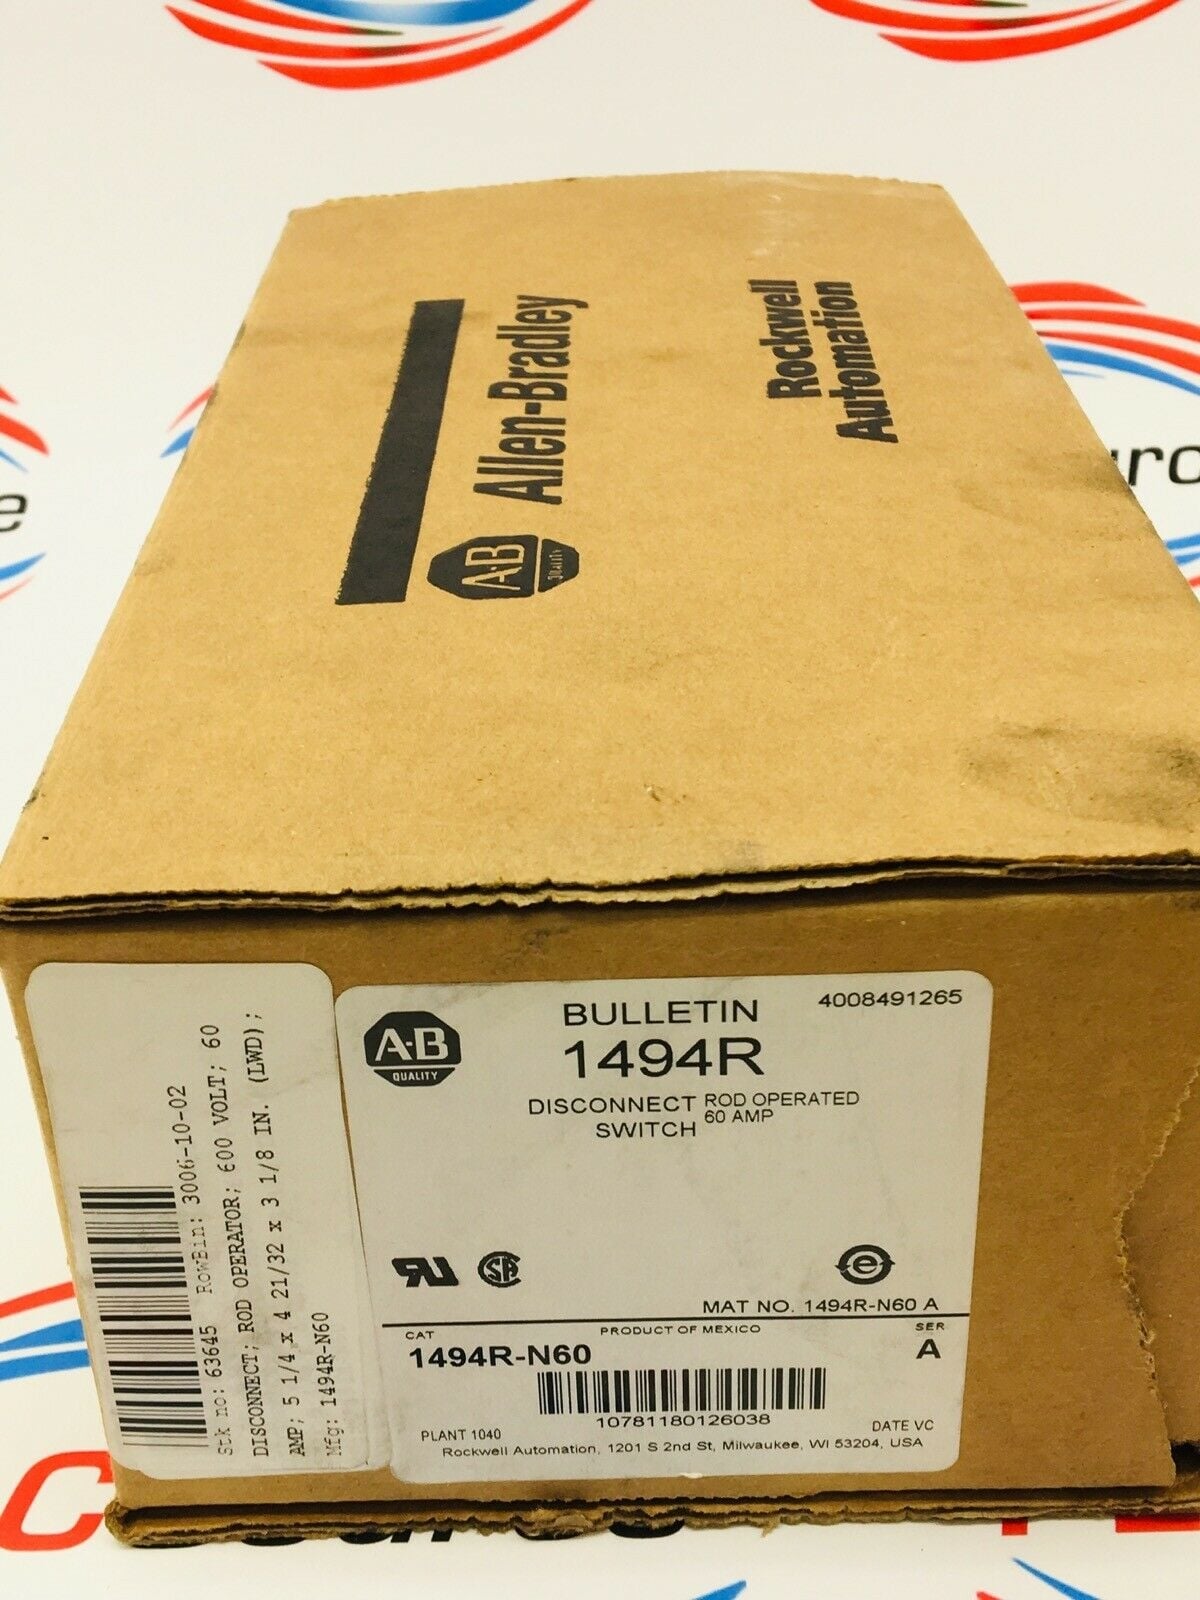 Allen-Bradley
A-B
QUALITY
Rockwell
Automation
Stk no: 63645 RowBin: 3006-10-02
DISCONNECT; ROD OPERATOR; 600 VOLT; 60
AMP; 5 1/4 x 4 21/32 x 3 1/8 IN. (LWD);
Mfg: 1494R-N60
A-B
QUALITY
BULLETIN
1494R
4008491265
DISCONNECT ROD OPERATED
SWITCH 60 AMP
MAT NO. 1494R-N60 A
CAT
PRODUCT OF MEXICO
SER
1494R-N60
A
10781180126038
PLANT 1040
DATE VC
Rockwell Automation, 1201 S 2nd St, Milwaukee, WI 53204, USA